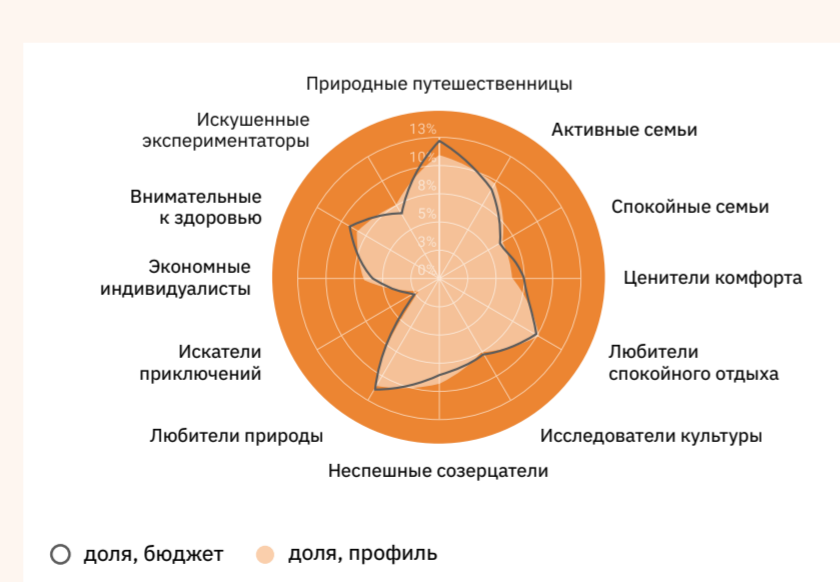 Природные путешественницы
Искушенные
экспериментаторы
Активные семьи
13%
10%
8%
5%
3%
0%
Внимательные
к здоровью
Спокойные семьи
Экономные
индивидуалисты
Ценители комфорта
Искатели
приключений
Любители
спокойного отдыха
Любители природы
Исследователи культуры
Неспешные созерцатели
доля, бюджет
доля, профиль